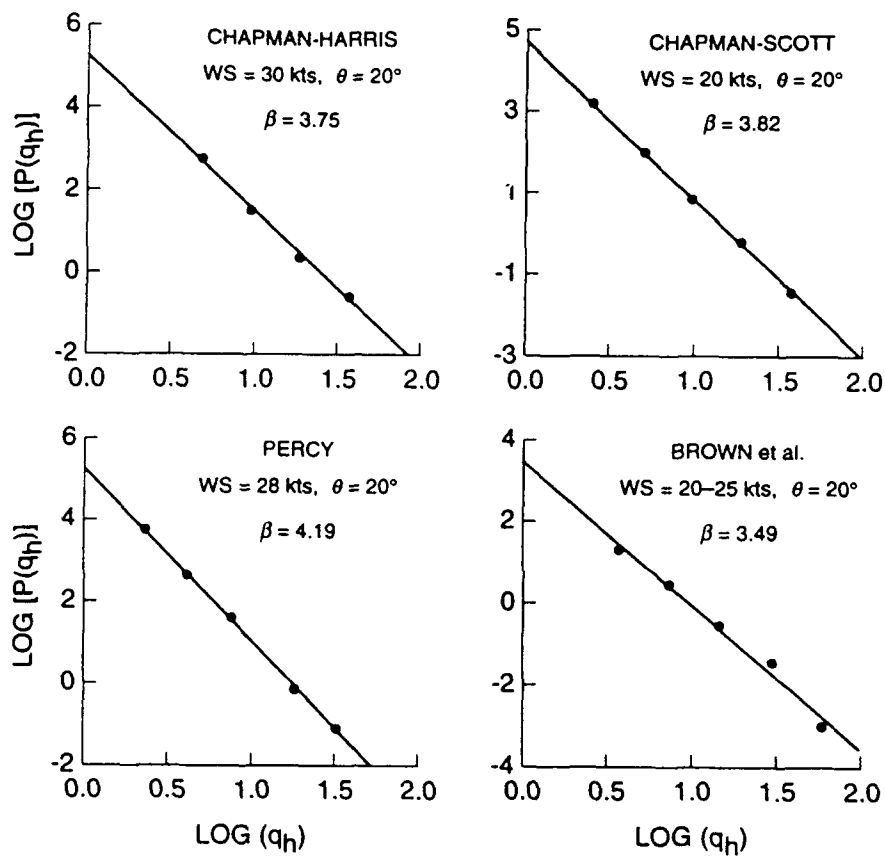 CHAPMAN-HARRIS
WS = 30 kts, θ = 20°
β = 3.75
LOG [P(qh)]
6
4
2
0
-2
0.0 0.5 1.0 1.5 2.0
CHAPMAN-SCOTT
WS = 20 kts, θ = 20°
β = 3.82
5
3
1
-1
-3
0.0 0.5 1.0 1.5 2.0
PERCY
WS = 28 kts, θ = 20°
β = 4.19
LOG [P(qh)]
6
4
2
0
-2
0.0 0.5 1.0 1.5 2.0
LOG (qh)
BROWN et al.
WS = 20–25 kts, θ = 20°
β = 3.49
4
2
0
-2
-4
0.0 0.5 1.0 1.5 2.0
LOG (qh)